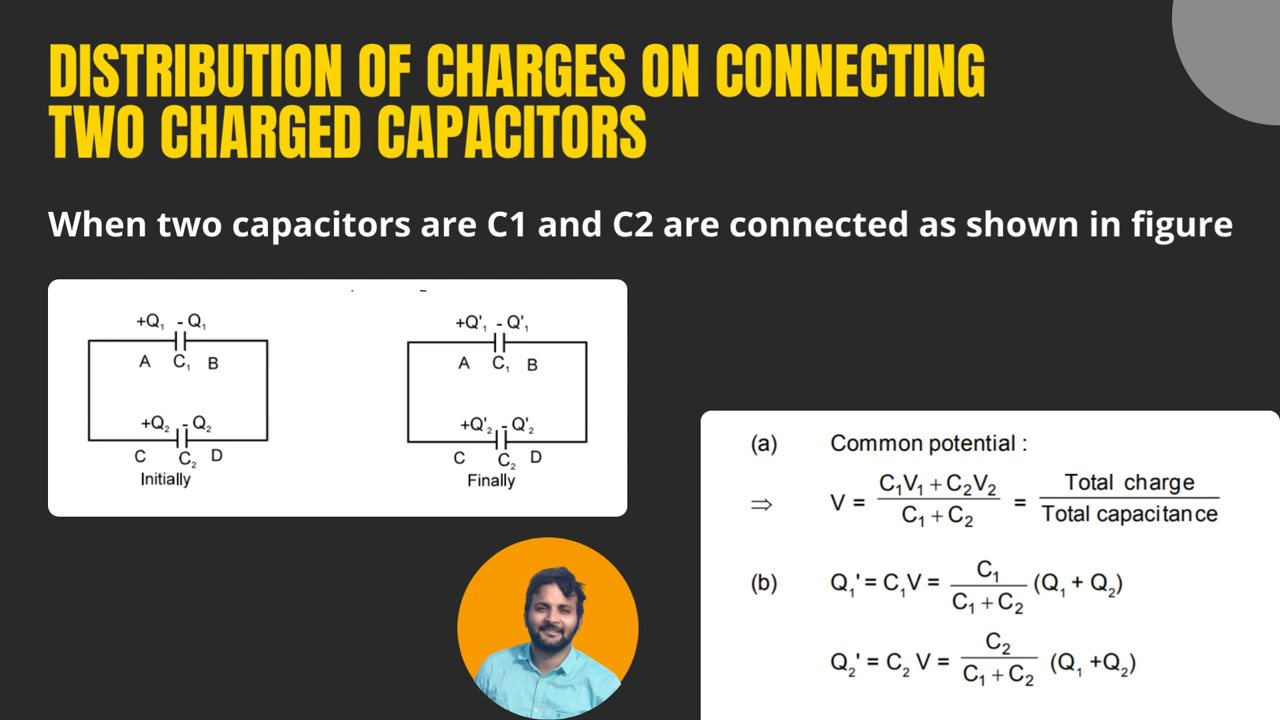 DISTRIBUTION OF CHARGES ON CONNECTING
TWO CHARGED CAPACITORS
When two capacitors are C1 and C2 are connected as shown in figure
+Q₁ - Q₁
A C₁ B
+Q₂ - Q₂
C C₂ D
Initially
+Q'₁ - Q'₁
A C₁ B
+Q'₂ - Q'₂
C C₂ D
Finally
(a) Common potential :
⇒ V = (C₁V₁ + C₂V₂)/(C₁ + C₂) = Total charge/Total capacitance
(b) Q₁' = C₁V = C₁/(C₁ + C₂) (Q₁ + Q₂)
Q₂' = C₂ V = C₂/(C₁ + C₂) (Q₁ +Q₂)